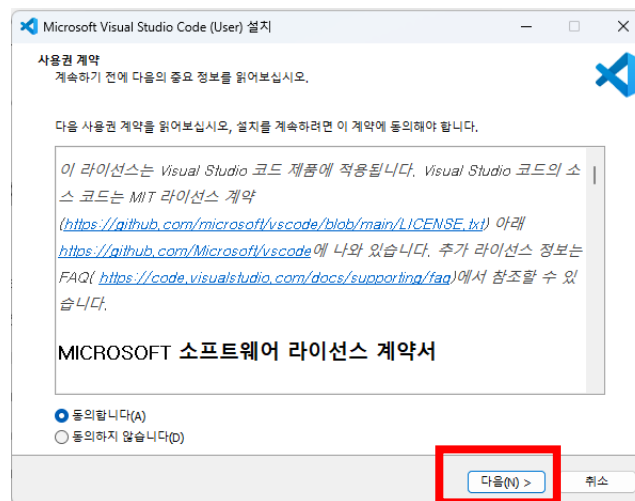 Microsoft Visual Studio Code (User) 설치
사용권 계약
계속하기 전에 다음의 중요 정보를 읽어보십시오.
다음 사용권 계약을 읽어보십시오, 설치를 계속하려면 이 계약에 동의해야 합니다.
이 라이선스는 Visual Studio 코드 제품에 적용됩니다. Visual Studio 코드의 소
스 코드는 MIT 라이선스 계약
(https://github.com/microsoft/vscode/blob/main/LICENSE.txt) 아래
https://github.com/Microsoft/vscode에 나와 있습니다. 추가 라이선스 정보는
FAQ( https://code.visualstudio.com/docs/supporting/faq)에서 참조할 수 있
습니다.
MICROSOFT 소프트웨어 라이선스 계약서
동의합니다(A)
동의하지 않습니다(D)
다음(N) >
취소